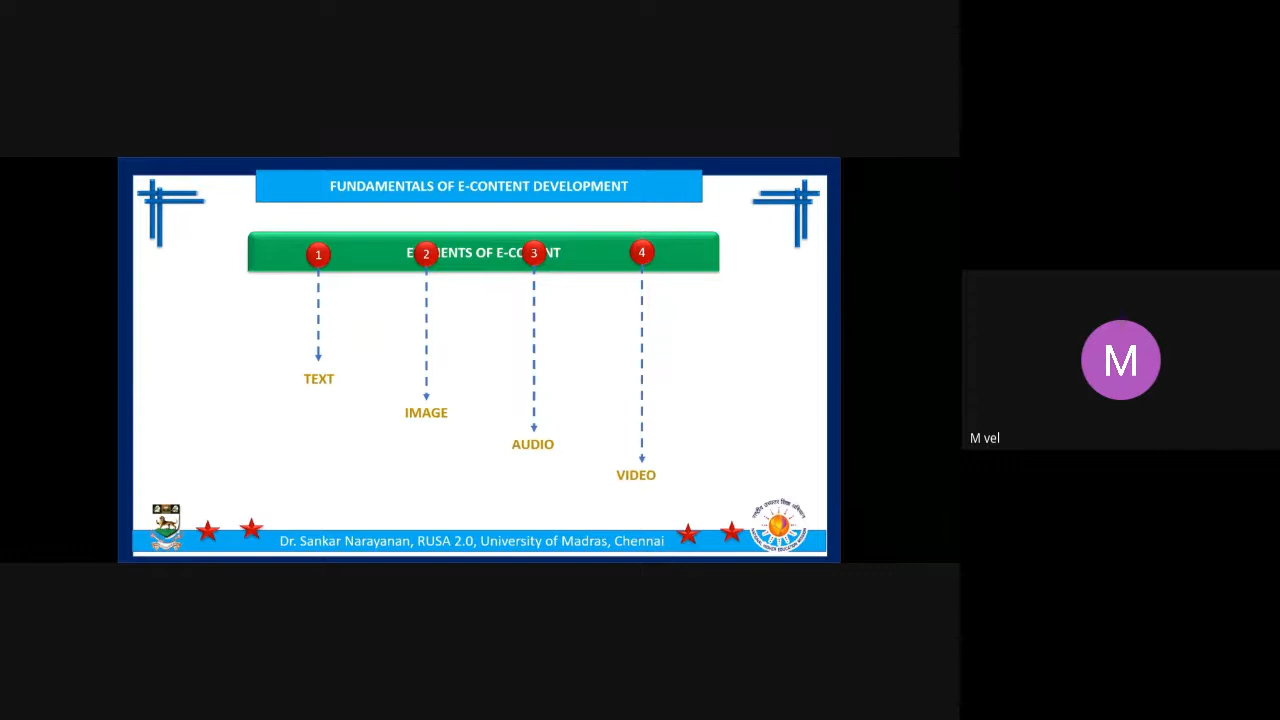 FUNDAMENTALS OF E-CONTENT DEVELOPMENT
1 2 3 4
OF E-
TEXT
IMAGE
AUDIO
VIDEO
Dr. Sankar Narayanan, RUSA 2.0, University of Madras, Chennai
M
M vel